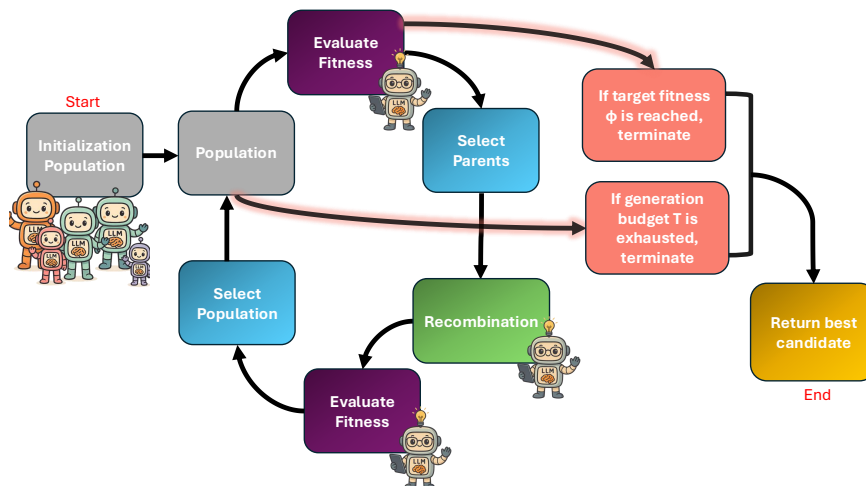 Start
Initialization
Population
Population
Evaluate
Fitness
LLM
Select
Parents
If target fitness
ϕ is reached,
terminate
If generation
budget T is
exhausted,
terminate
LLM
LLM
LLM
LLM
LLM
Select
Population
Recombination
LLM
Evaluate
Fitness
LLM
Return best
candidate
End